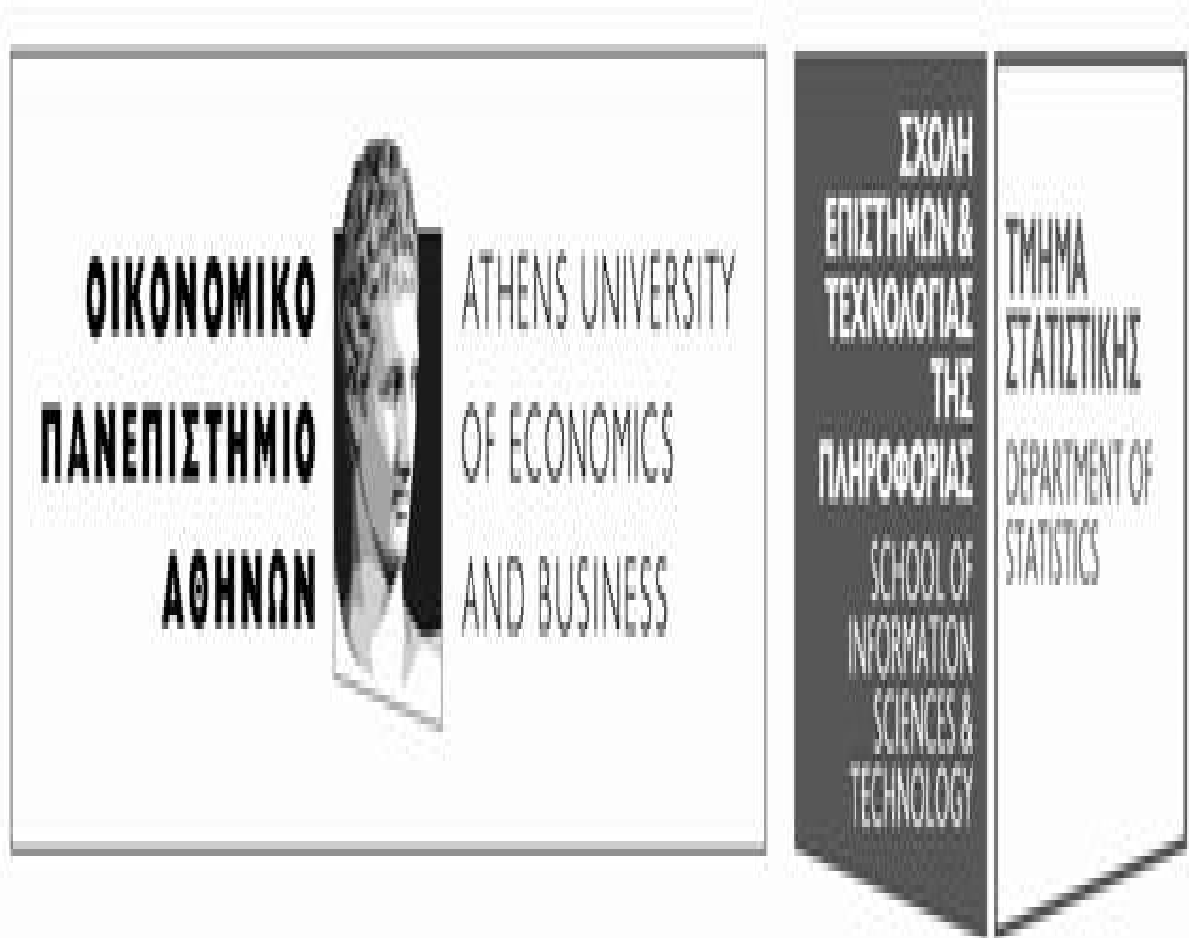 ΟΙΚΟΝΟΜΙΚΟ
ΠΑΝΕΠΙΣΤΗΜΙΟ
ΑΘΗΝΩΝ
ATHENS UNIVERSITY
OF ECONOMICS
AND BUSINESS
ΣΧΟΛΗ
ΕΠΙΣΤΗΜΩΝ &
ΤΕΧΝΟΛΟΓΙΑΣ
ΤΗΣ
ΠΛΗΡΟΦΟΡΙΑΣ
SCHOOL OF
INFORMATION
SCIENCES &
TECHNOLOGY
ΤΜΗΜΑ
ΣΤΑΤΙΣΤΙΚΗΣ
DEPARTMENT OF
STATISTICS